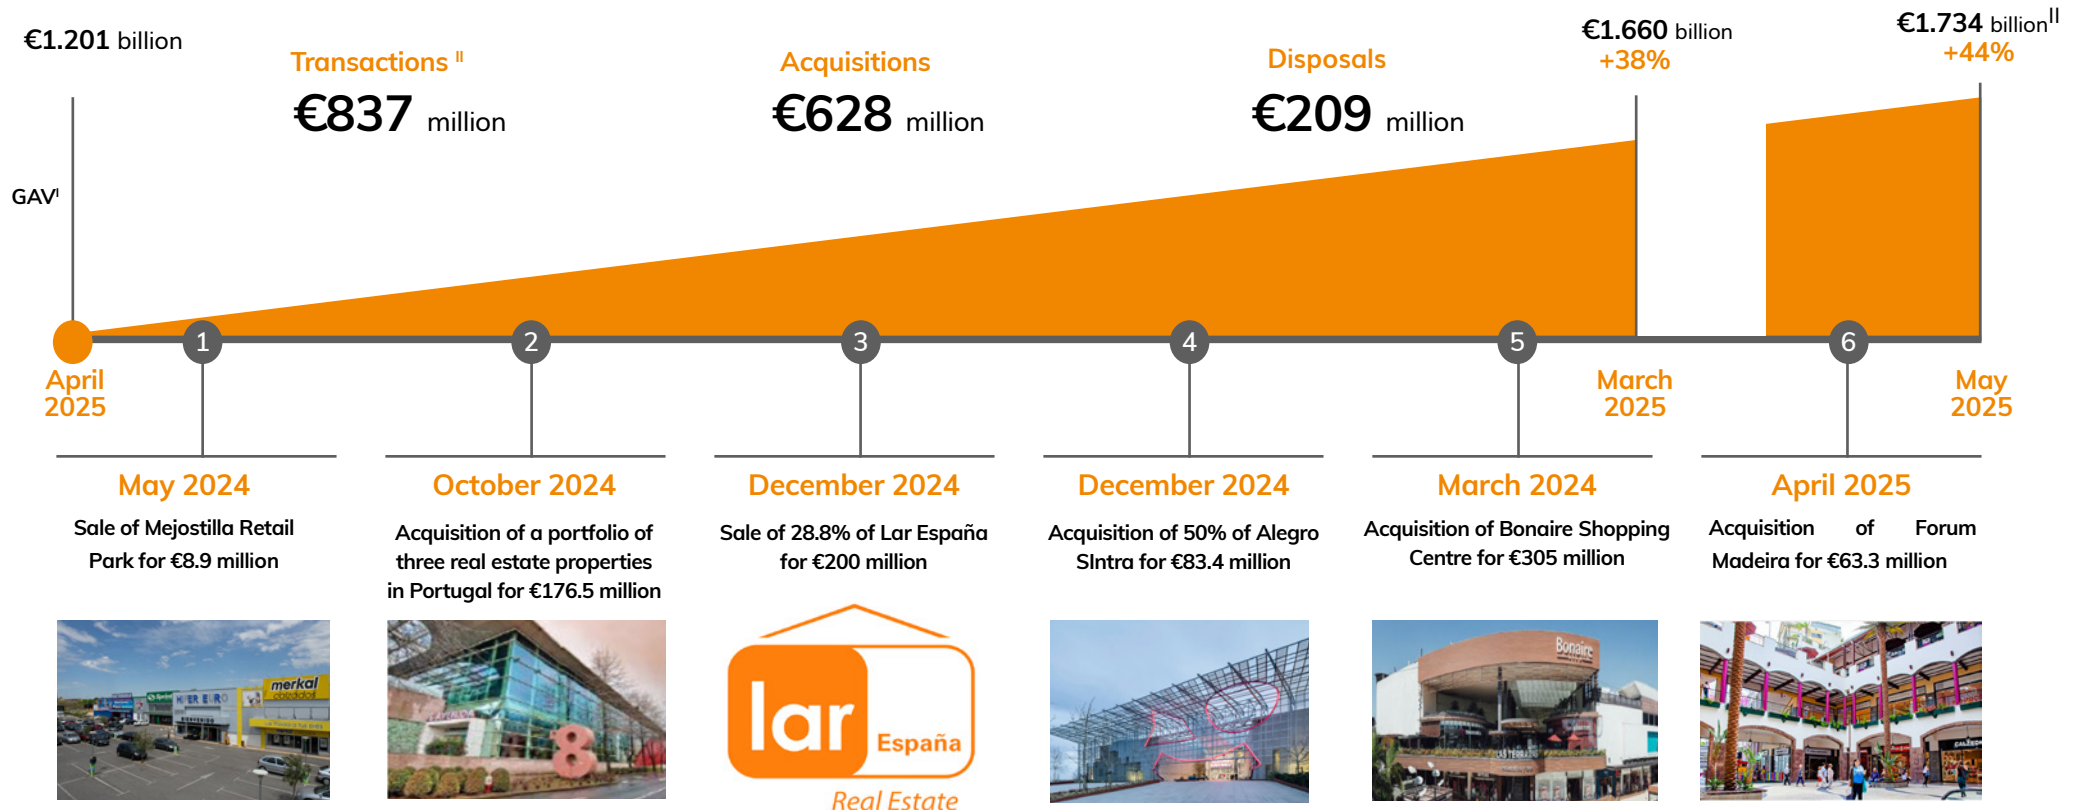 €1.201 billion
Transactions II
€837 million
Acquisitions
€628 million
Disposals
€209 million
€1.660 billion
+38%
€1.734 billionII
+44%
GAVI
1
2
3
4
5
6
April
2025
March
2025
May
2025
May 2024
Sale of Mejostilla Retail
Park for €8.9 million
October 2024
Acquisition of a portfolio of
three real estate properties
in Portugal for €176.5 million
December 2024
Sale of 28.8% of Lar España
for €200 million
December 2024
Acquisition of 50% of Alegro
SIntra for €83.4 million
March 2024
Acquisition of Bonaire Shopping
Centre for €305 million
April 2025
Acquisition of Forum
Madeira for €63.3 million
merkal
calzados
8
lar
España
Real Estate
Bonaire